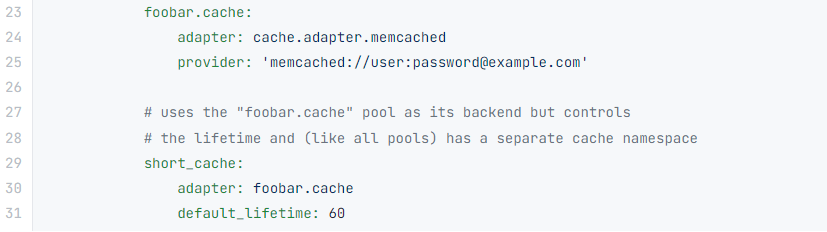 23 foobar.cache:
24 adapter: cache.adapter.memcached
25 provider: 'memcached://user:password@example.com'
26
27 # uses the "foobar.cache" pool as its backend but controls
28 # the lifetime and (like all pools) has a separate cache namespace
29 short_cache:
30 adapter: foobar.cache
31 default_lifetime: 60